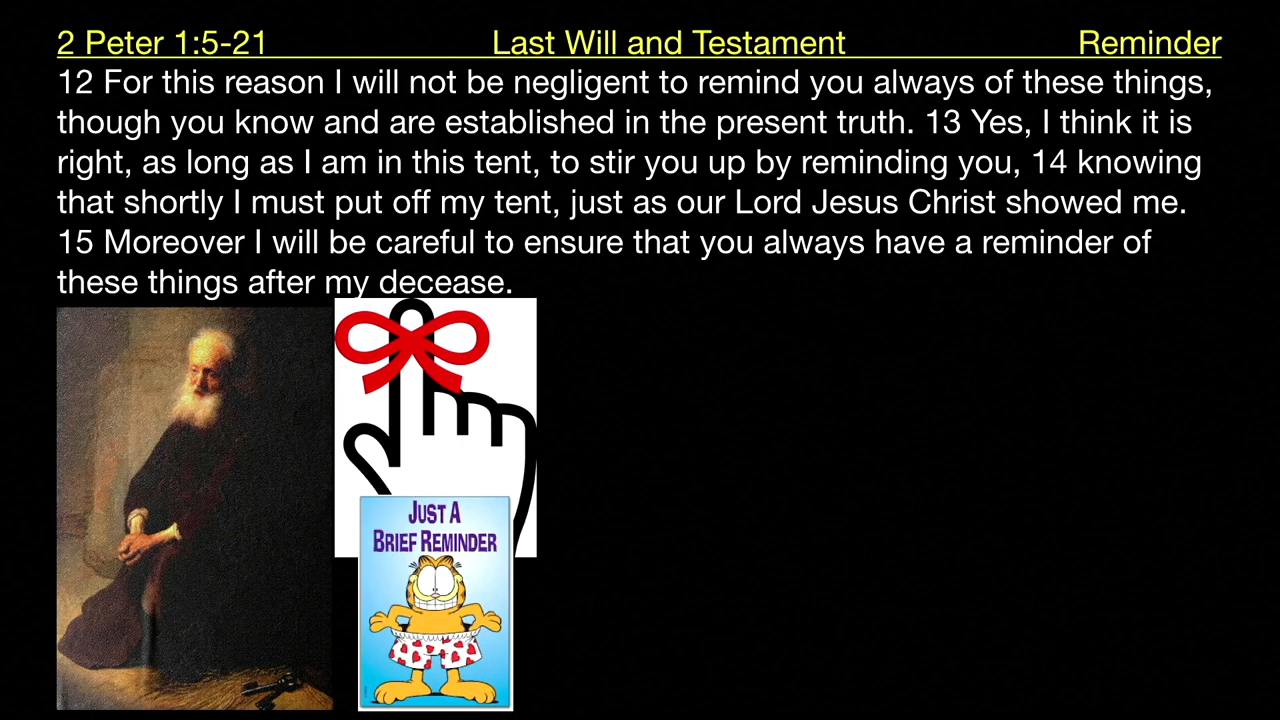 2 Peter 1:5-21 Last Will and Testament Reminder
12 For this reason I will not be negligent to remind you always of these things,
though you know and are established in the present truth. 13 Yes, I think it is
right, as long as I am in this tent, to stir you up by reminding you, 14 knowing
that shortly I must put off my tent, just as our Lord Jesus Christ showed me.
15 Moreover I will be careful to ensure that you always have a reminder of
these things after my decease.
JUST A
BRIEF REMINDER